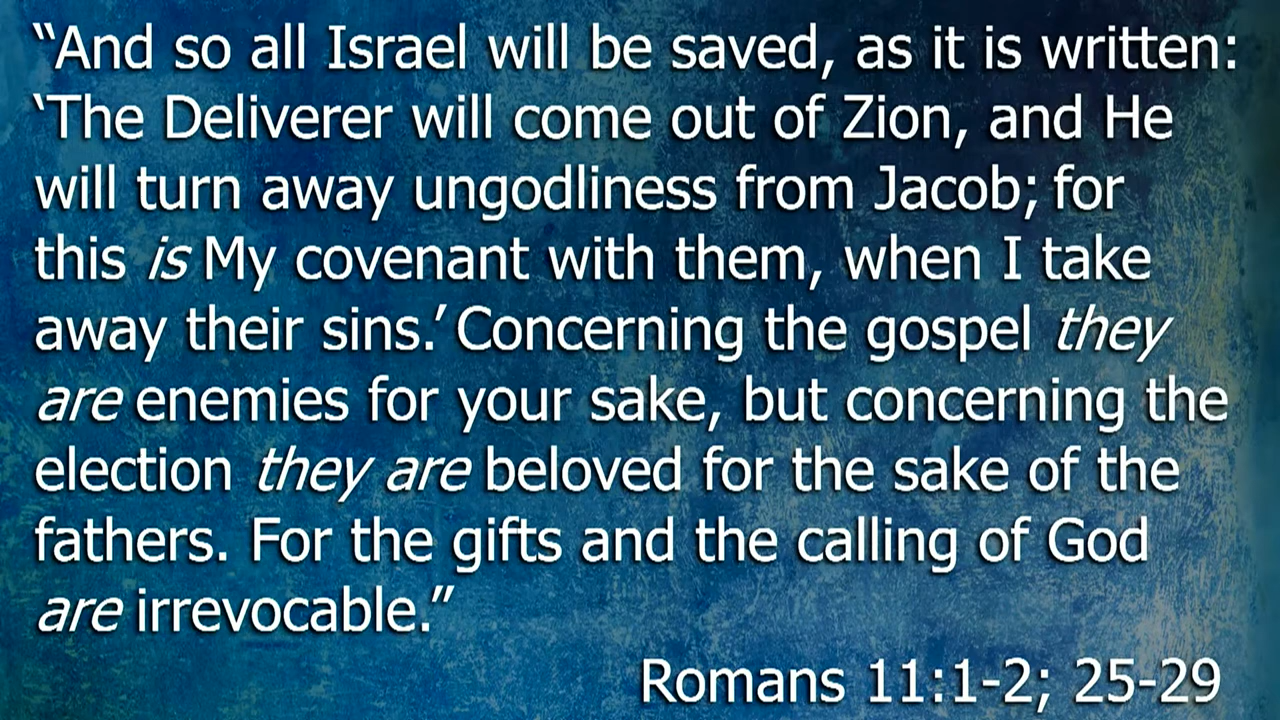 “And so all Israel will be saved, as it is written:
‘The Deliverer will come out of Zion, and He
will turn away ungodliness from Jacob; for
this is My covenant with them, when I take
away their sins.’ Concerning the gospel they
are enemies for your sake, but concerning the
election they are beloved for the sake of the
fathers. For the gifts and the calling of God
are irrevocable.”
Romans 11:1-2; 25-29